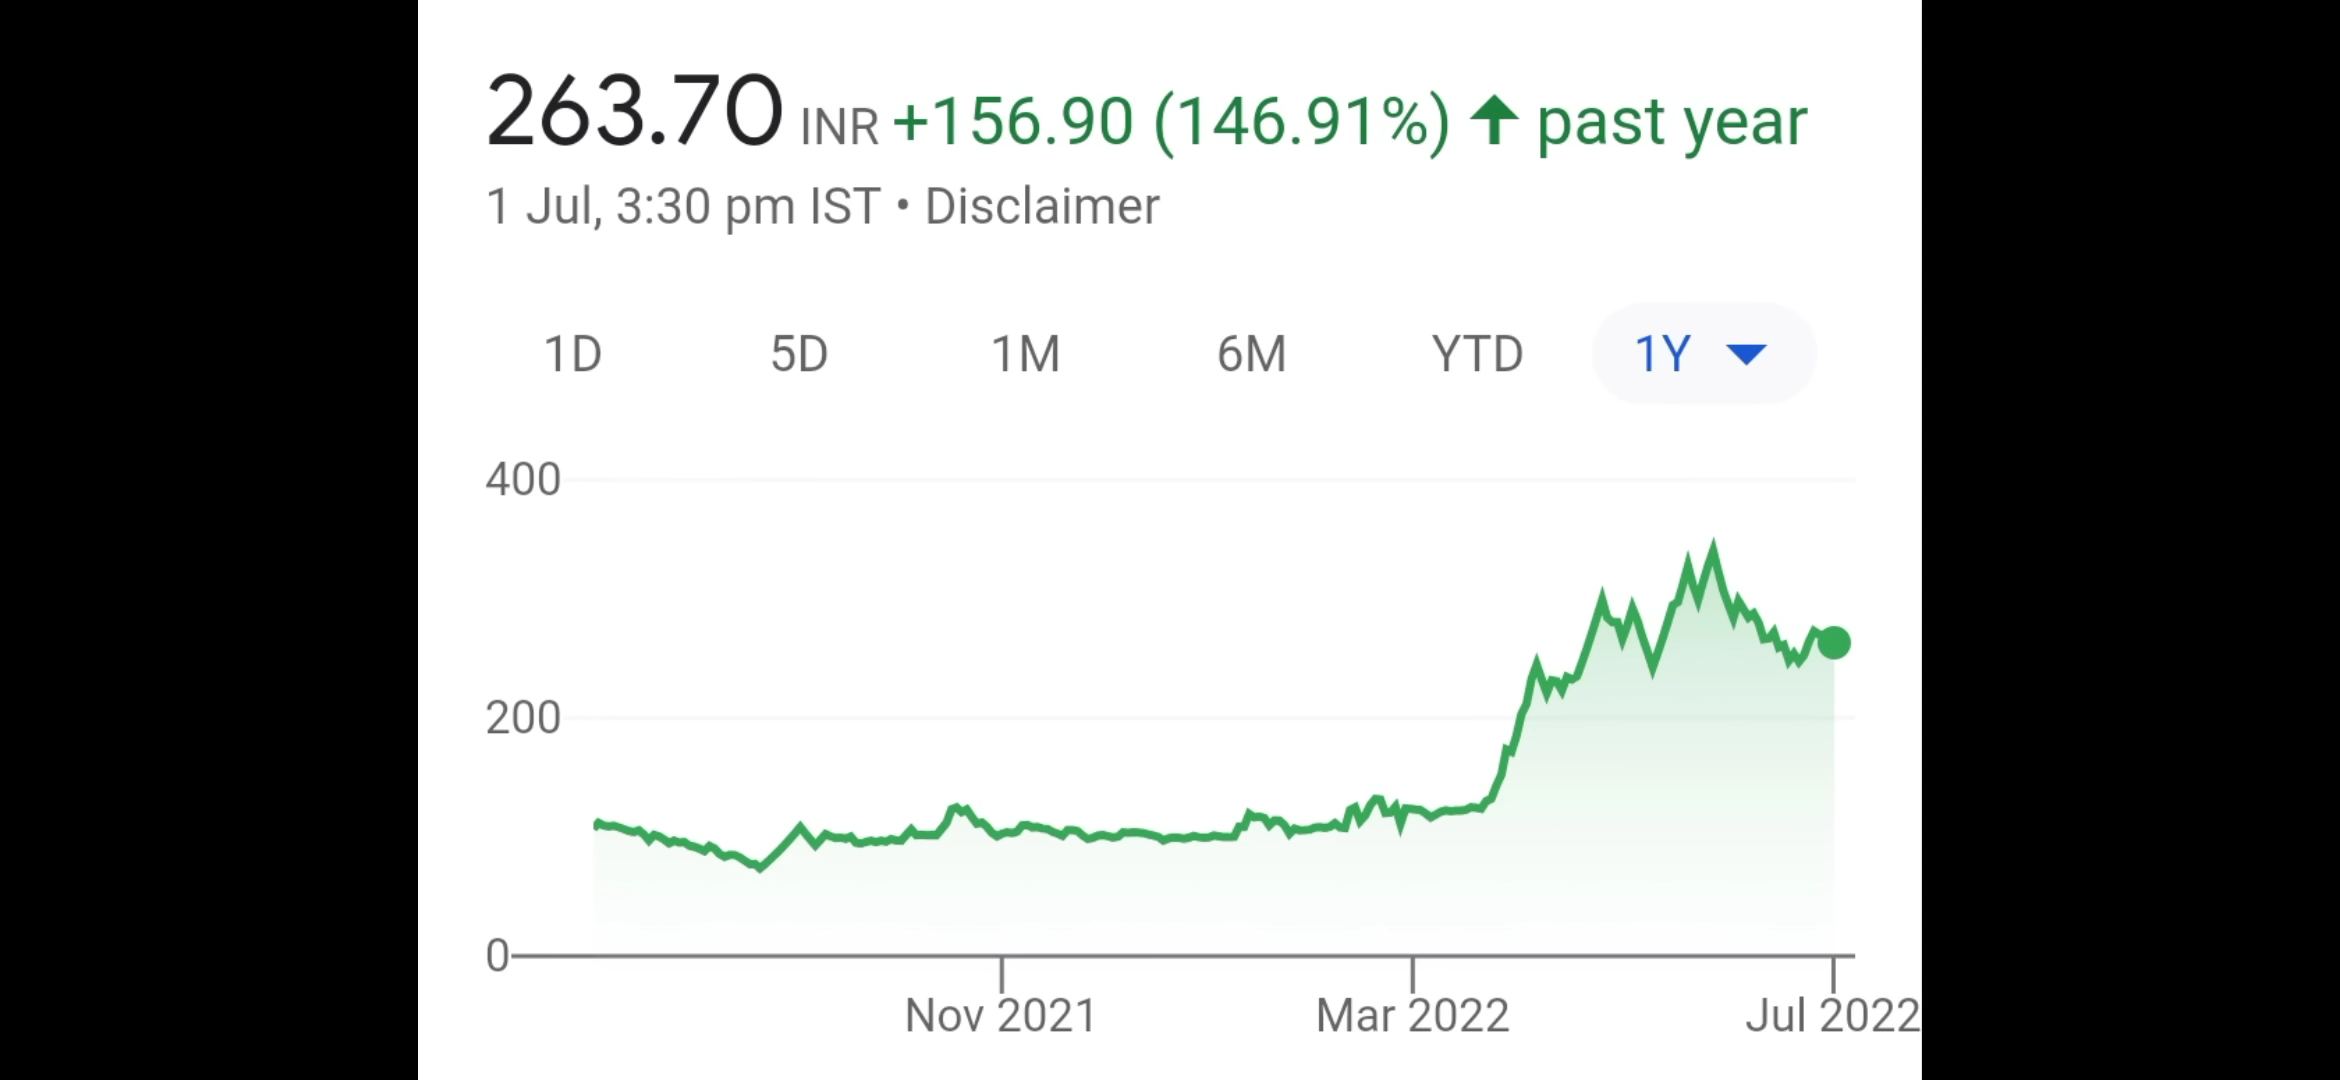 263.70 INR +156.90 (146.91%) ↑ past year
1 Jul, 3:30 pm IST • Disclaimer
1D 5D 1M 6M YTD 1Y
400
200
0
Nov 2021 Mar 2022 Jul 2022